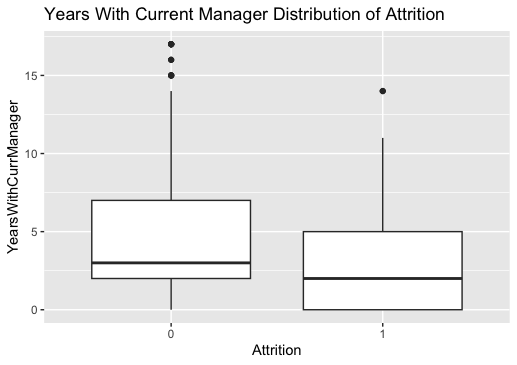 Years With Current Manager Distribution of Attrition
YearsWithCurrManager
15
10
5
0
0
1
Attrition